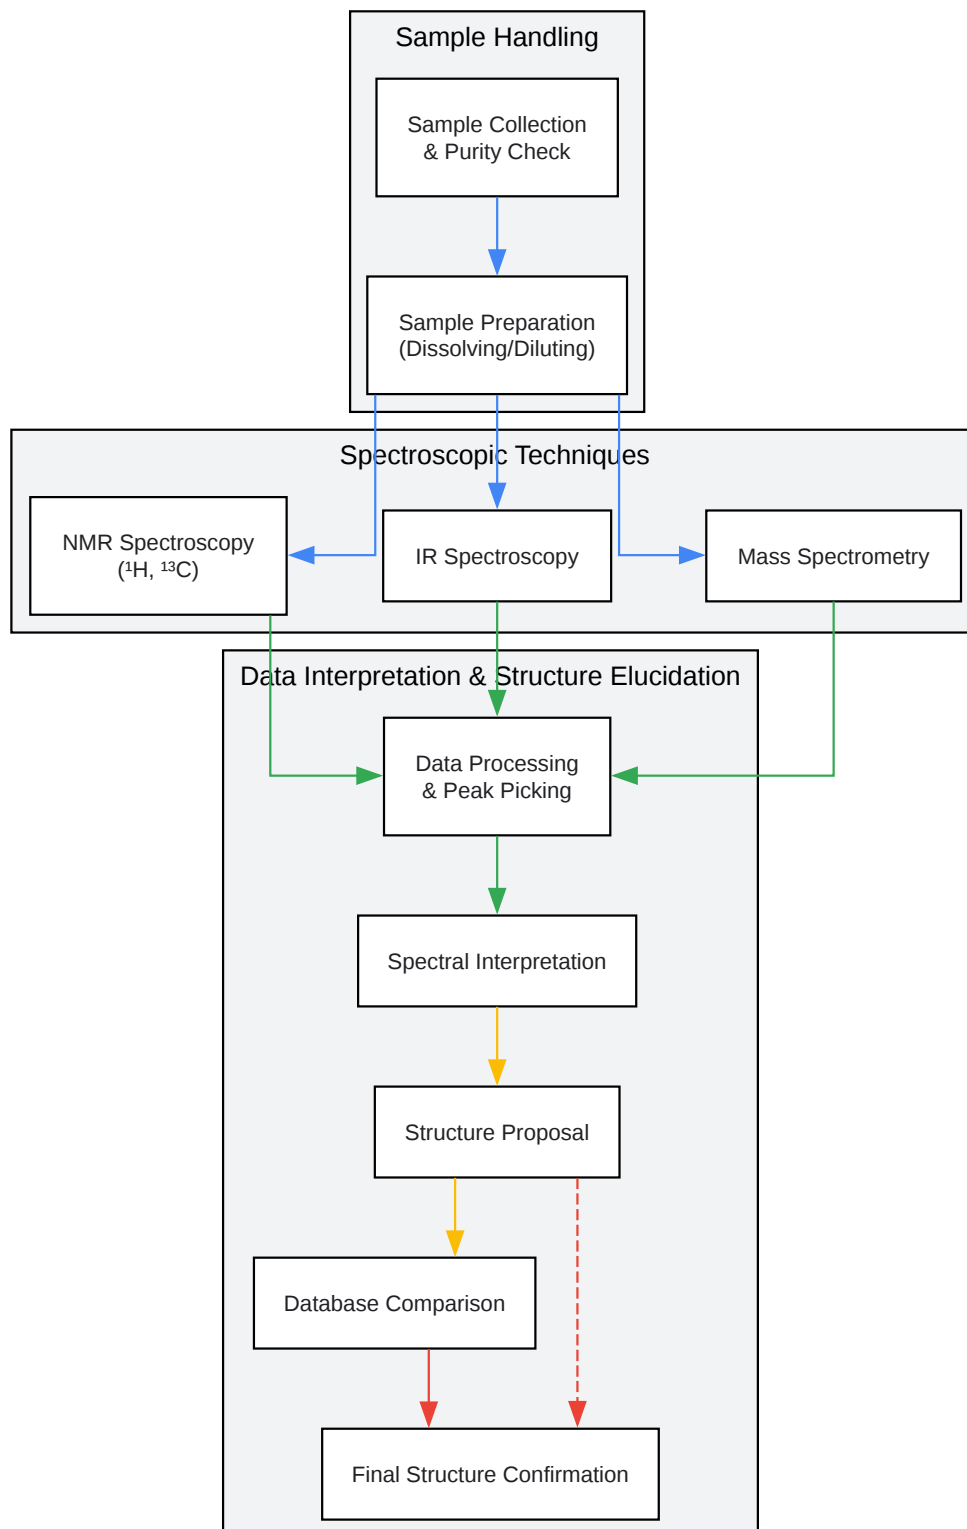 Sample Handling
Sample Collection
& Purity Check
Sample Preparation
(Dissolving/Diluting)
Spectroscopic Techniques
NMR Spectroscopy
(¹H, ¹³C)
IR Spectroscopy
Mass Spectrometry
Data Interpretation & Structure Elucidation
Data Processing
& Peak Picking
Spectral Interpretation
Structure Proposal
Database Comparison
Final Structure Confirmation